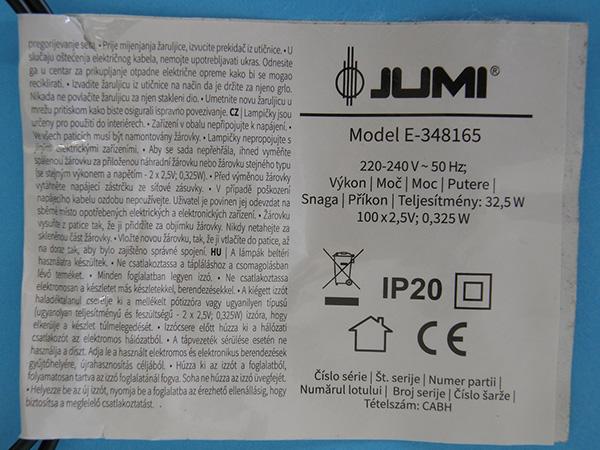 pregorijevanje seta. • Prije mijenjanja žaruljice, izvucite prekidač iz utičnice. • U
slučaju oštećenja električnog kabela, nemojte upotrebljavati ukras. Odnesite
ga u centar za prikupljanje otpadne električne opreme kako bi se mogao
reciklirati. • Izvadite žaruljicu iz utičnice na način da je držite za njeno grlo.
Nikada ne povlačite žaruljicu za njen stakleni dio. • Umetnite novu žaruljicu u
mrežu pritiskom kako biste osigurali ispravno povezivanje. CZ | Lampičky jsou
určeny pro použití do interiérech. • Zařízení v obalu nepřipojujte k napájení. •
Ve všech paticích musí být namontovány žárovky. • Lampičky nepropojujte s
jinými elektrickými zařízeními. • Aby se sada nepřehřála, ihned vyměňte
spálenou žárovku za přiloženou náhradní žárovku nebo žárovku stejného typu
(se stejným výkonem a napětím - 2 x 2,5V; 0,325W). • Před výměnou žárovky
vytáhněte napájecí zástrčku ze síťové zásuvky. • V případě poškození
napájecího kabelu ozdobu nepřoužívejte. Uživatel je povinen jej odevzdat na
sběrné místo opotřebených elektrických a elektronických zařízení. • Žárovku
vysuňte z patice tak, že ji přidržíte za objímku žárovky. Nikdy netahejte za
skleněnou část žárovky. • Vložte novou žárovku, tak, že ji vtlačíte do patice, až
na doraz tak, aby bylo zajištěno správné spojení. HU | A lámpák beltéri
használatra készültek. • Ne csatlakoztassa a tápláláshoz a csomagolásban
lévő terméket. • Minden foglalatban legyen izzó. • Ne csatlakoztassa
elektromosan a készletet más készletekkel, berendezésekkel. • A kiégett izzót
haladéktalanul cserélje ki a mellékelt pótizzóra vagy ugyanilyen típusú
(ugyanolyan teljesítményű és feszültségű - 2 x 2,5V; 0,325W) izzóra, hogy
elkerülje a készlet túlmelegedését. • Izzócsere előtt húzza ki a hálózati
csatlakozót az elektromos hálózatból. • A tápvezeték sérülése esetén ne
használja a díszt. Adja le a használt elektromos és elektronikus berendezések
gyűjtőhelyére, újrahasznosítás céljából. • Húzza ki az izzót a foglalatból,
folyamatosan tartva az izzó foglalatánál fogva. Soha ne húzza az izzó üvegfejét.
• Helyezze be az új izzót, nyomja be a foglalatba az érezhető ellenállásig, hogy
biztosítsa a megfelelő csatlakoztatást.
JUMI®
Model E-348165
220-240 V ~ 50 Hz;
Výkon | Moč | Moc | Putere |
Snaga | Příkon | Teljesítmény: 32,5 W
100 x 2,5V; 0,325 W
IP20
CE
Číslo série | Št. serije | Numer partii |
Numărul lotului | Broj serije | Číslo šarže |
Tételszám: CABH